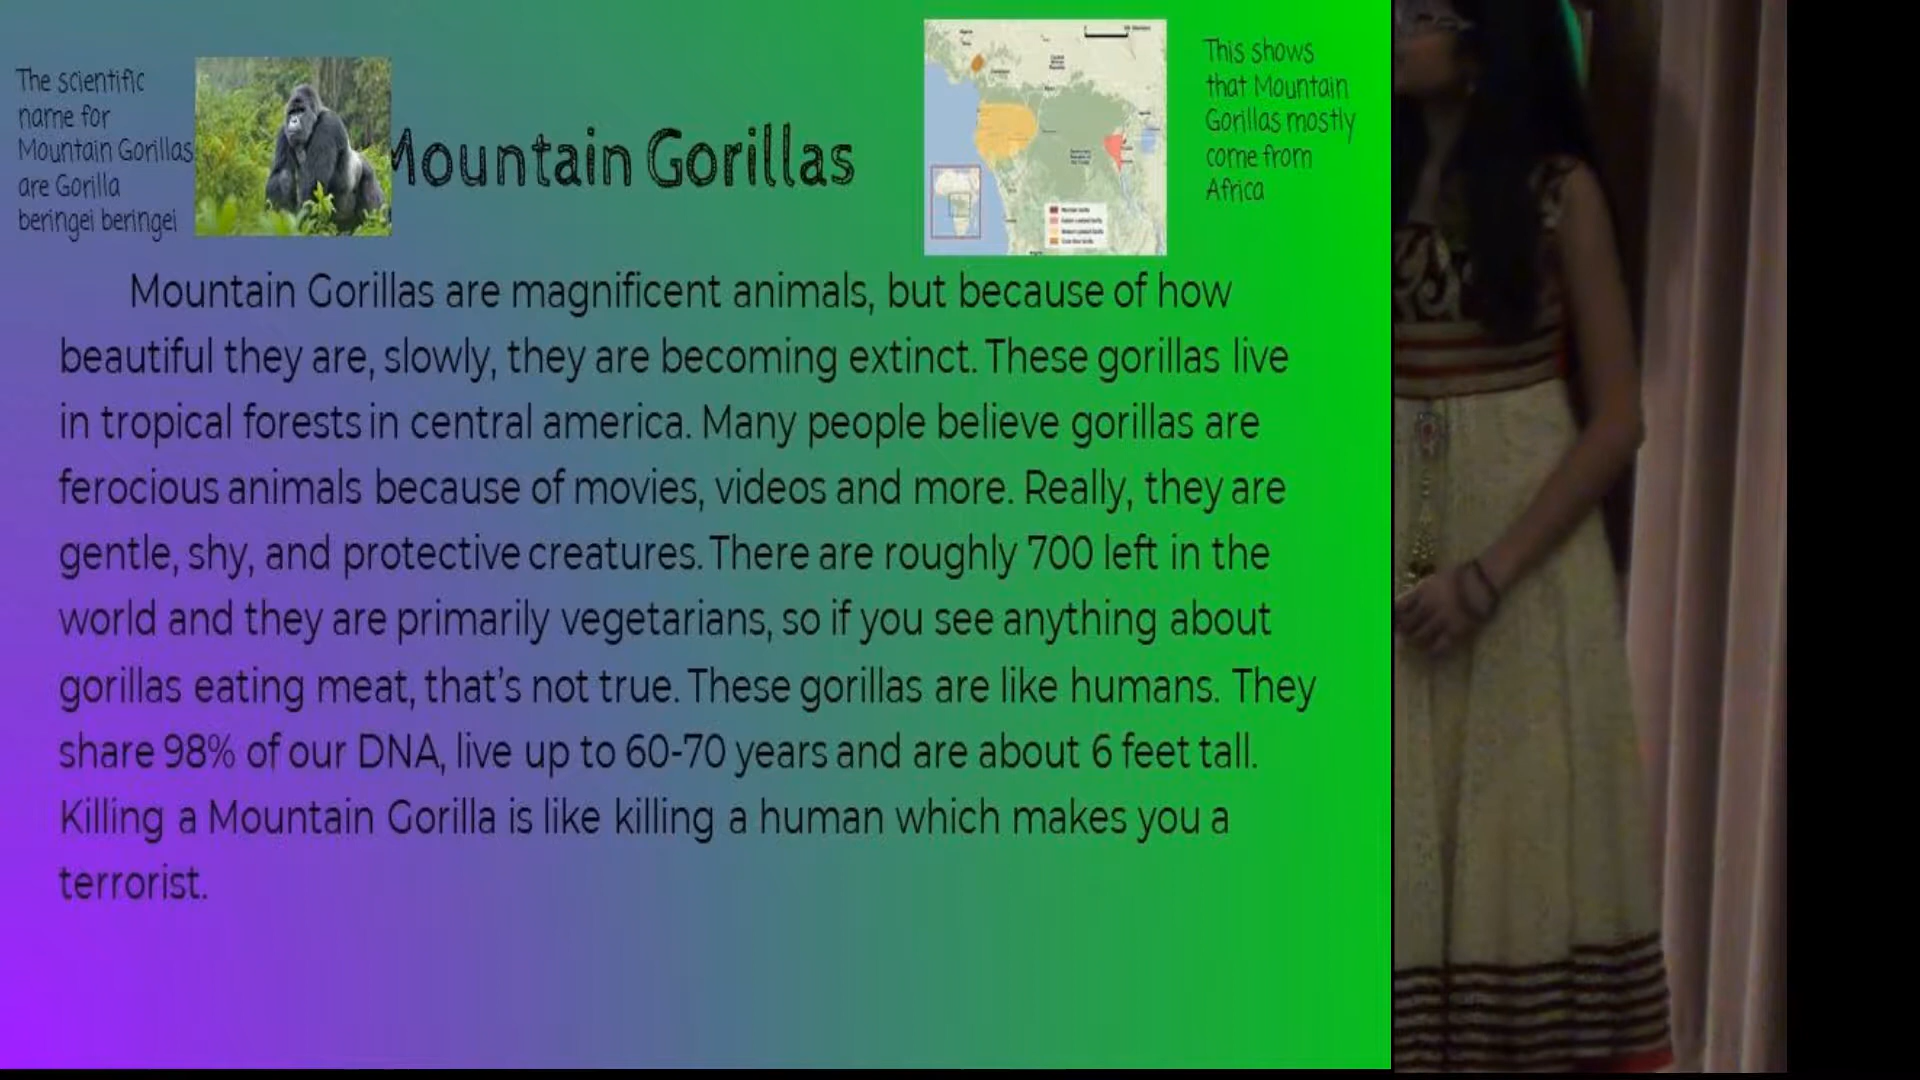 The scientific
name for
Mountain Gorillas
are Gorilla
beringei beringei
Mountain Gorillas
This shows
that Mountain
Gorillas mostly
come from
Africa
Mountain Gorillas are magnificent animals, but because of how
beautiful they are, slowly, they are becoming extinct. These gorillas live
in tropical forests in central america. Many people believe gorillas are
ferocious animals because of movies, videos and more. Really, they are
gentle, shy, and protective creatures. There are roughly 700 left in the
world and they are primarily vegetarians, so if you see anything about
gorillas eating meat, that's not true. These gorillas are like humans. They
share 98% of our DNA, live up to 60-70 years and are about 6 feet tall.
Killing a Mountain Gorilla is like killing a human which makes you a
terrorist.